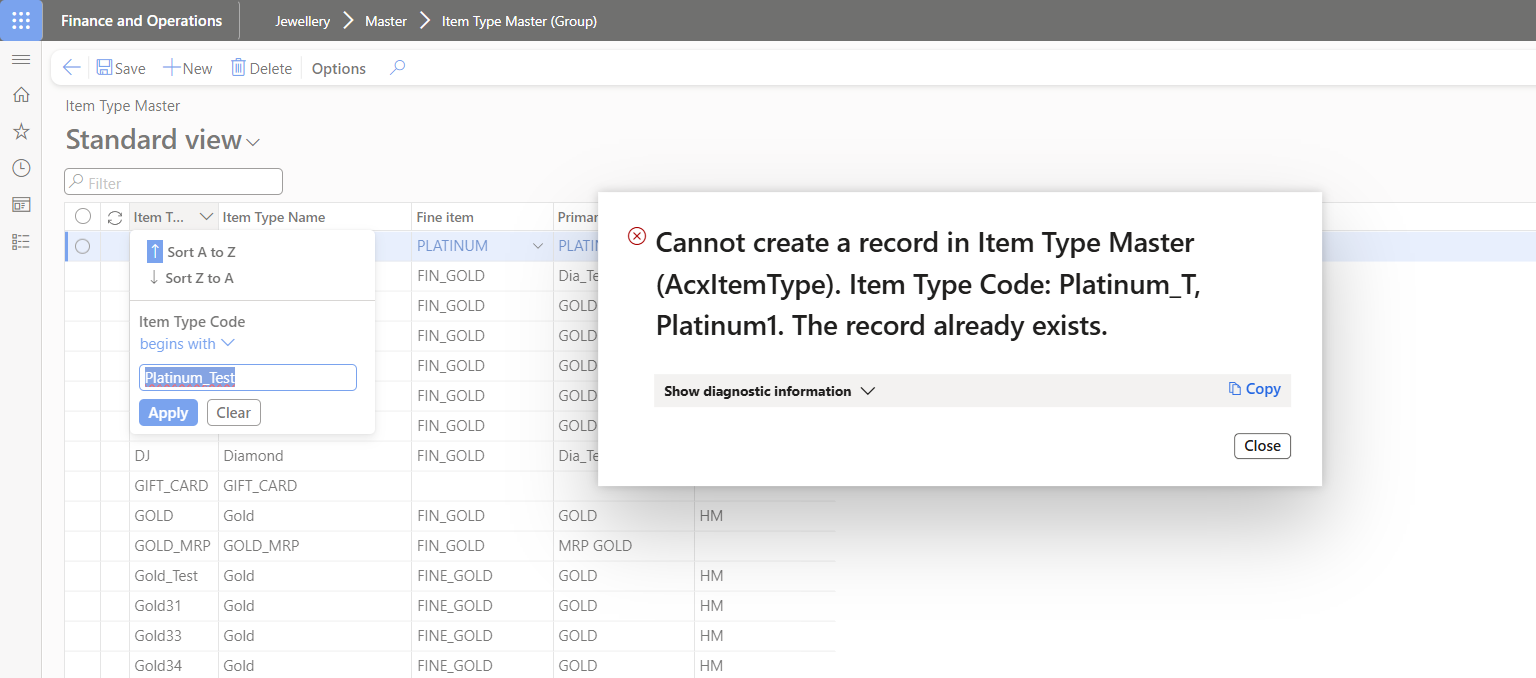 Finance and Operations
Jewellery Master Item Type Master (Group)
Save New Delete Options
Item Type Master
Standard view
Filter
Item T... Item Type Name Fine item Primar
Sort A to Z
Sort Z to A
Item Type Code
begins with
Platinum_Test
Apply Clear
PLATINUM PLATIN
FIN_GOLD Dia_Te
FIN_GOLD GOLD
FIN_GOLD GOLD
FIN_GOLD GOLD
FIN_GOLD GOLD
FIN_GOLD GOLD
DJ Diamond FIN_GOLD Dia_Te
GIFT_CARD GIFT_CARD
GOLD Gold FIN_GOLD GOLD HM
GOLD_MRP GOLD_MRP FIN_GOLD MRP GOLD
Gold_Test Gold FINE_GOLD GOLD HM
Gold31 Gold FINE_GOLD GOLD HM
Gold33 Gold FINE_GOLD GOLD HM
Gold34 Gold FINE_GOLD GOLD HM
Cannot create a record in Item Type Master
(AcxItemType). Item Type Code: Platinum_T,
Platinum1. The record already exists.
Show diagnostic information Copy
Close